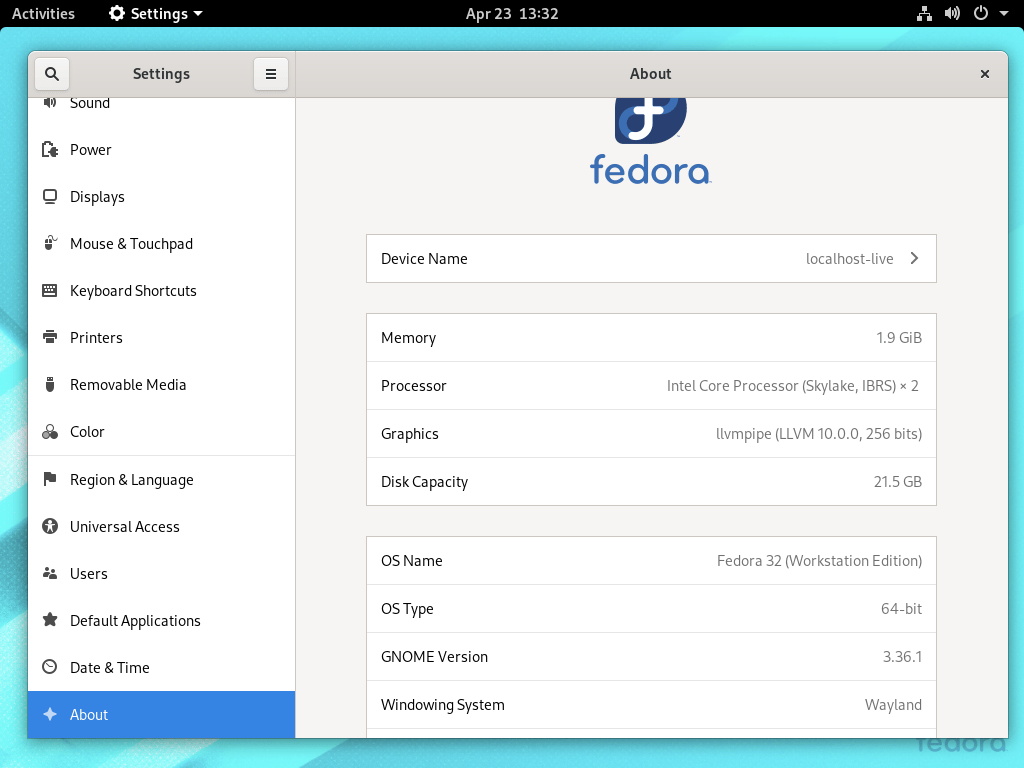 Activities
Settings
Apr 23 13:32
Settings
About
Sound
Power
Displays
Mouse & Touchpad
Keyboard Shortcuts
Printers
Removable Media
Color
Region & Language
Universal Access
Users
Default Applications
Date & Time
About
fedora
Device Name localhost-live
Memory 1.9 GiB
Processor Intel Core Processor (Skylake, IBRS) × 2
Graphics llvmpipe (LLVM 10.0.0, 256 bits)
Disk Capacity 21.5 GB
OS Name Fedora 32 (Workstation Edition)
OS Type 64-bit
GNOME Version 3.36.1
Windowing System Wayland
fedora